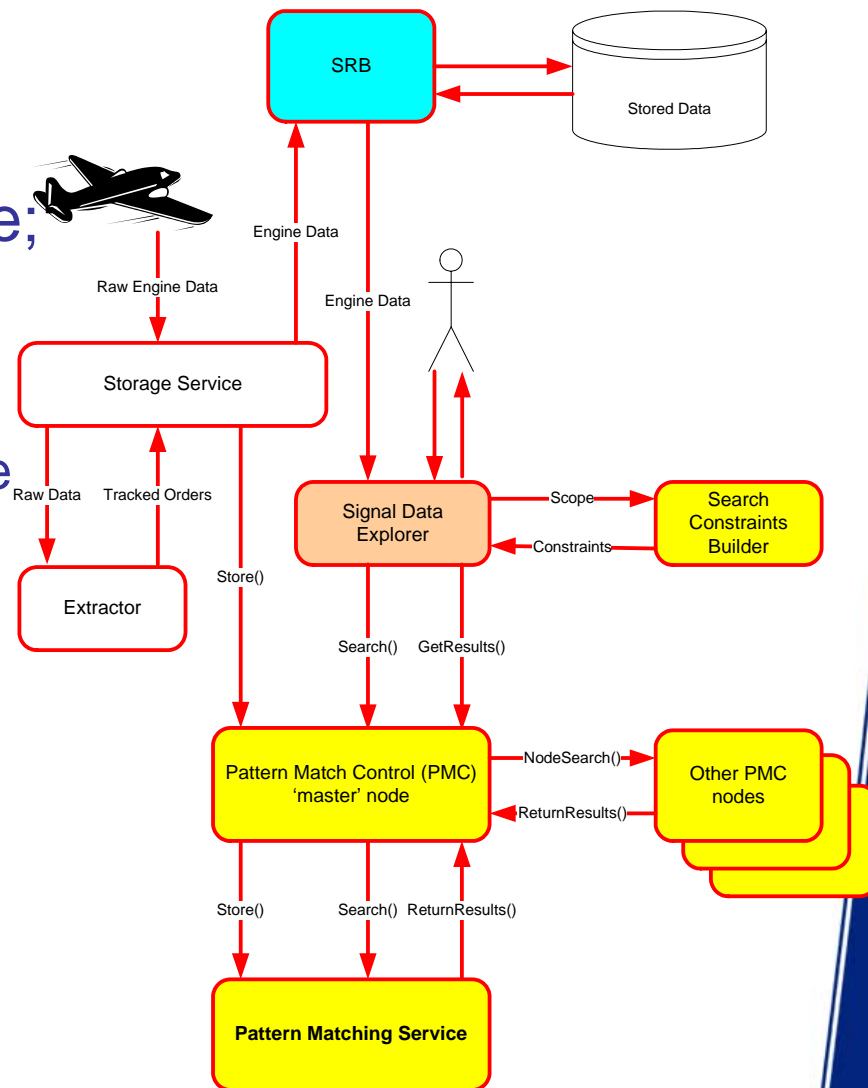 SRB
Stored Data
e;
Engine Data
Raw Engine Data
Engine Data
Storage Service
e
Raw Data
Tracked Orders
Signal Data
Explorer
Scope
Constraints
Search
Constraints
Builder
Extractor
Store()
Search()
GetResults()
Pattern Match Control (PMC)
‘master’ node
NodeSearch()
ReturnResults()
Other PMC
nodes
Store()
Search()
ReturnResults()
Pattern Matching Service